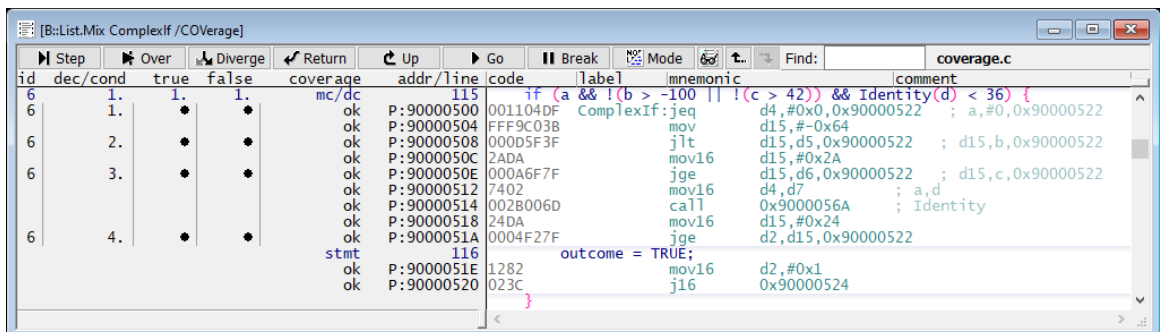 [B::List.Mix ComplexIf /COVerage]
Step Over Diverge Return Up Go Break Mode Find: coverage.c
id dec/cond true false coverage addr/line code label mnemonic comment
6 1. 1. 1. mc/dc 115 if (a && !(b > -100 || !(c > 42)) && Identity(d) < 36) {
6 1. ● ● ok P:90000500 001104DF ComplexIf:jeq d4,#0x0,0x90000522 ; a,#0,0x90000522
ok P:90000504 FFF9C03B mov d15,#-0x64
6 2. ● ● ok P:90000508 000D5F3F jlt d15,d5,0x90000522 ; d15,b,0x90000522
ok P:9000050C 2ADA mov16 d15,#0x2A
6 3. ● ● ok P:9000050E 000A6F7F jge d15,d6,0x90000522 ; d15,c,0x90000522
ok P:90000512 7402 mov16 d4,d7 ; a,d
ok P:90000514 002B006D call 0x9000056A ; Identity
ok P:90000518 24DA mov16 d15,#0x24
6 4. ● ● ok P:9000051A 0004F27F jge d2,d15,0x90000522
stmt 116 outcome = TRUE;
ok P:9000051E 1282 mov16 d2,#0x1
ok P:90000520 023C j16 0x90000524
}